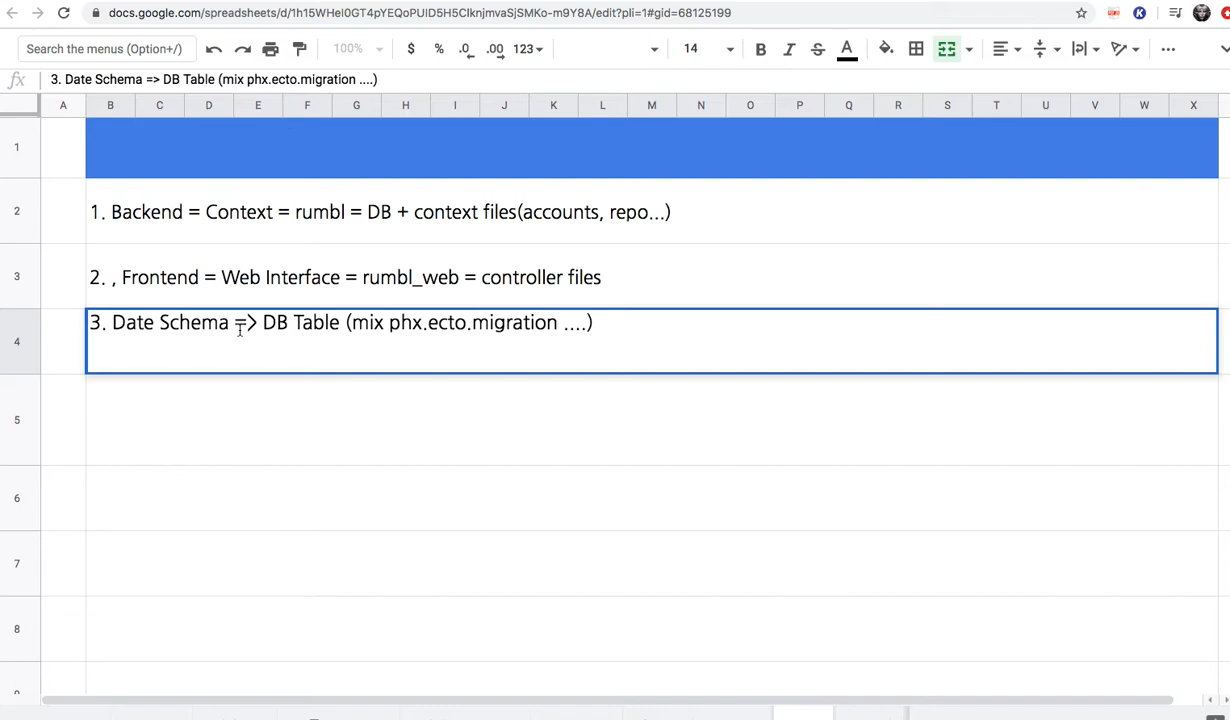 docs.google.com/spreadsheets/d/1h15WHeI0GT4pYEQoPUID5H5CIknjmvaSjSMKo-m9Y8A/edit?pli=1#gid=68125199
Search the menus (Option+/) 100% $ % .0 .00 123 14 B I S A
fx 3. Date Schema => DB Table (mix phx.ecto.migration ....)
A B C D E F G H I J K L M N O P Q R S T U V W X
1
2 1. Backend = Context = rumbl = DB + context files(accounts, repo...)
3 2. , Frontend = Web Interface = rumbl_web = controller files
4 3. Date Schema => DB Table (mix phx.ecto.migration ....)
5
6
7
8